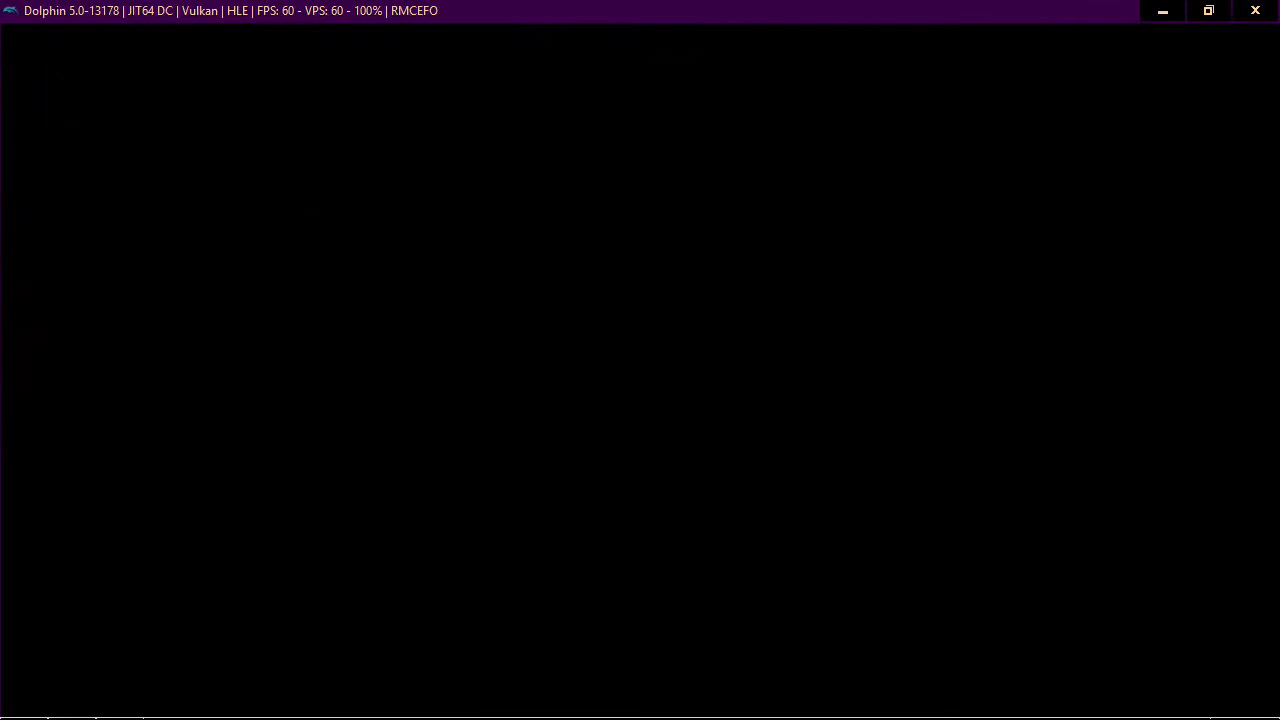 Dolphin 5.0-13178 | JIT64 DC | Vulkan | HLE | FPS: 60 - VPS: 60 - 100% | RMCEFO